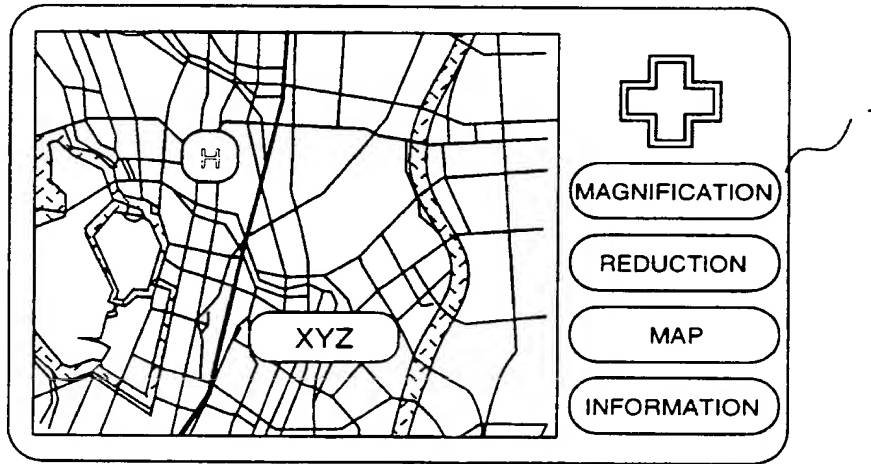 H
XYZ
MAGNIFICATION
REDUCTION
MAP
INFORMATION